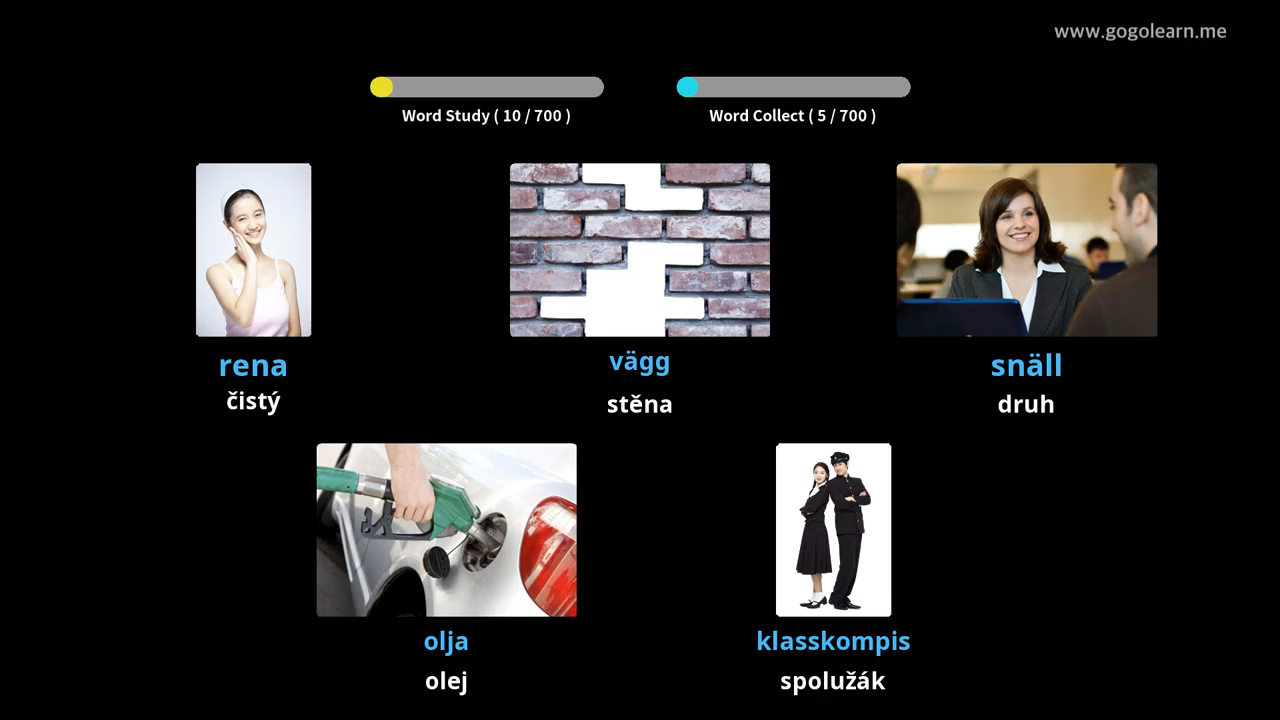 www.gogolearn.me
Word Study ( 10 / 700 )
Word Collect ( 5 / 700 )
rena
čistý
vägg
stěna
snäll
druh
olja
olej
klasskompis
spolužák